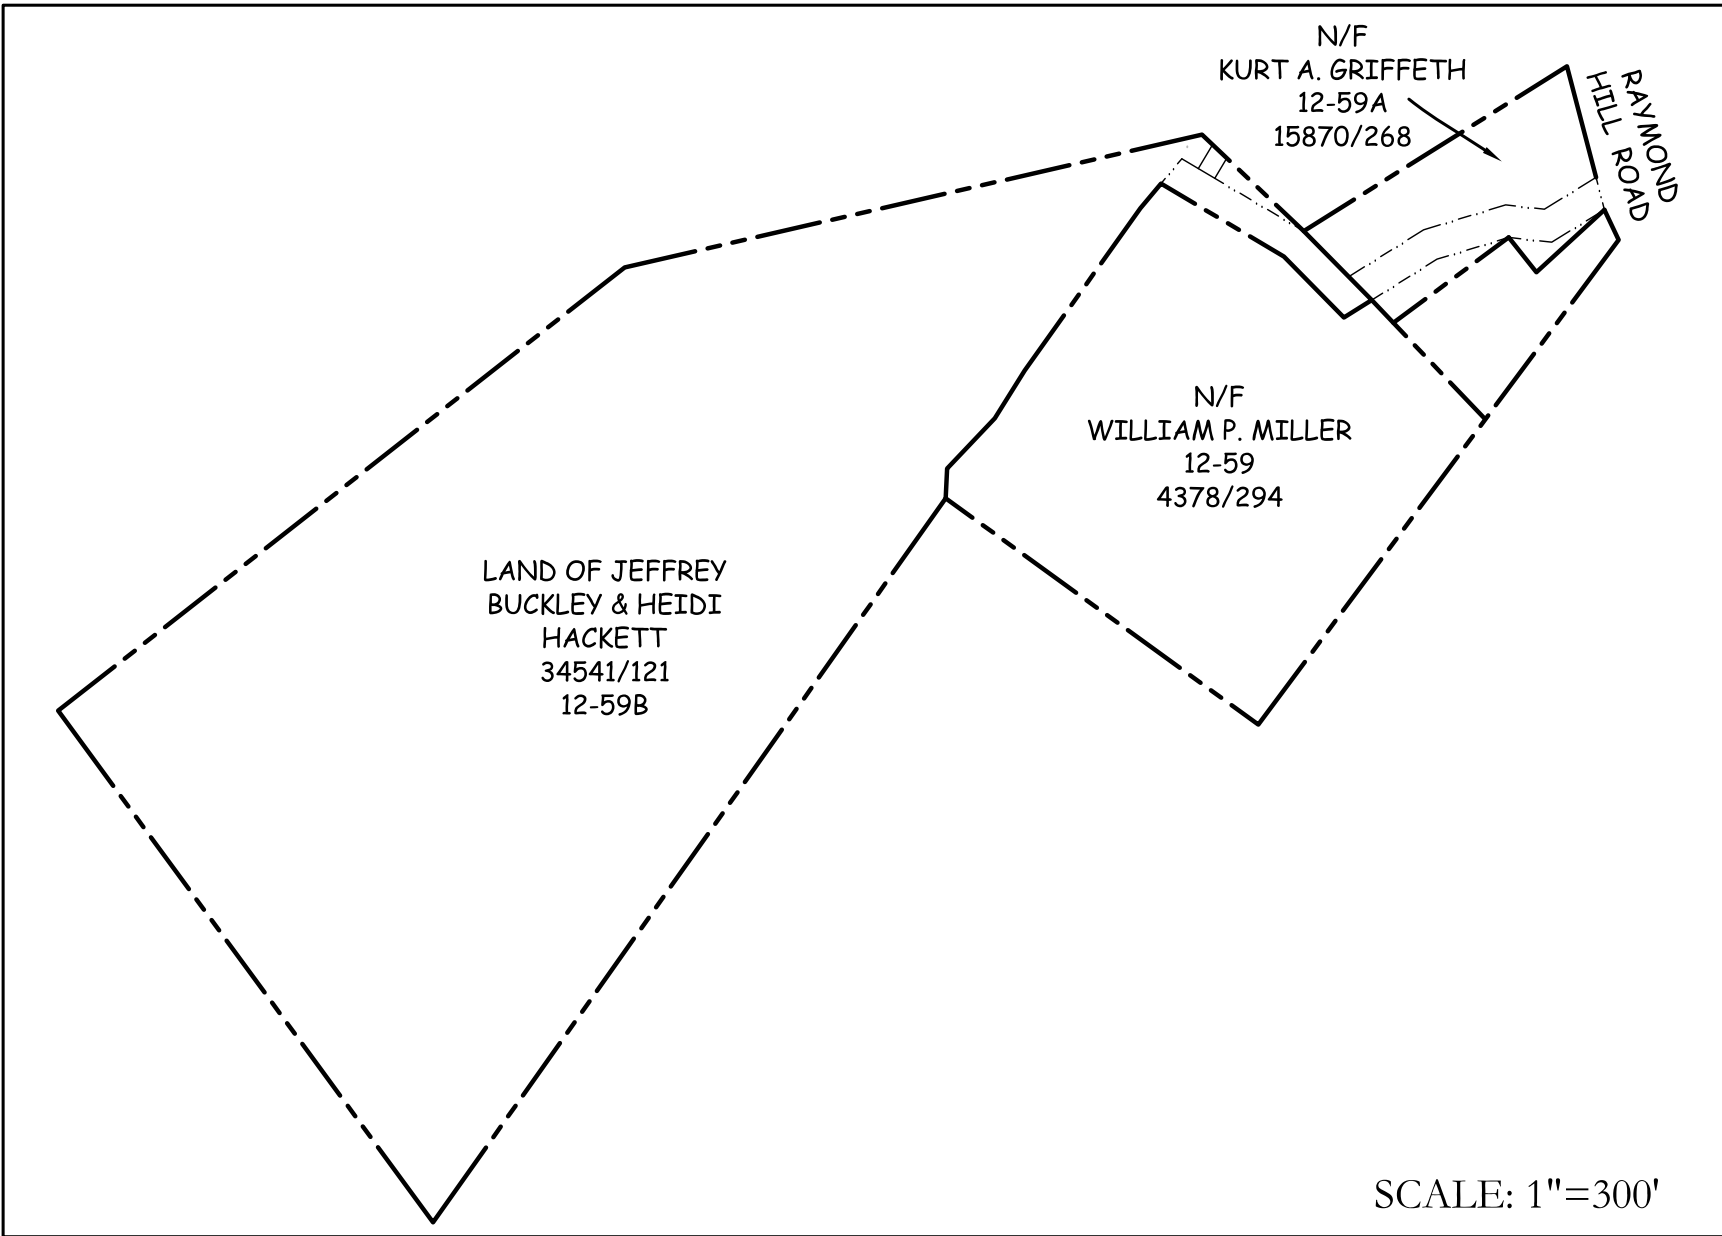 N/F
KURT A. GRIFFETH
12-59A
15870/268
RAYMOND
HILL ROAD
N/F
WILLIAM P. MILLER
12-59
4378/294
LAND OF JEFFREY
BUCKLEY & HEIDI
HACKETT
34541/121
12-59B
SCALE: 1"=300'